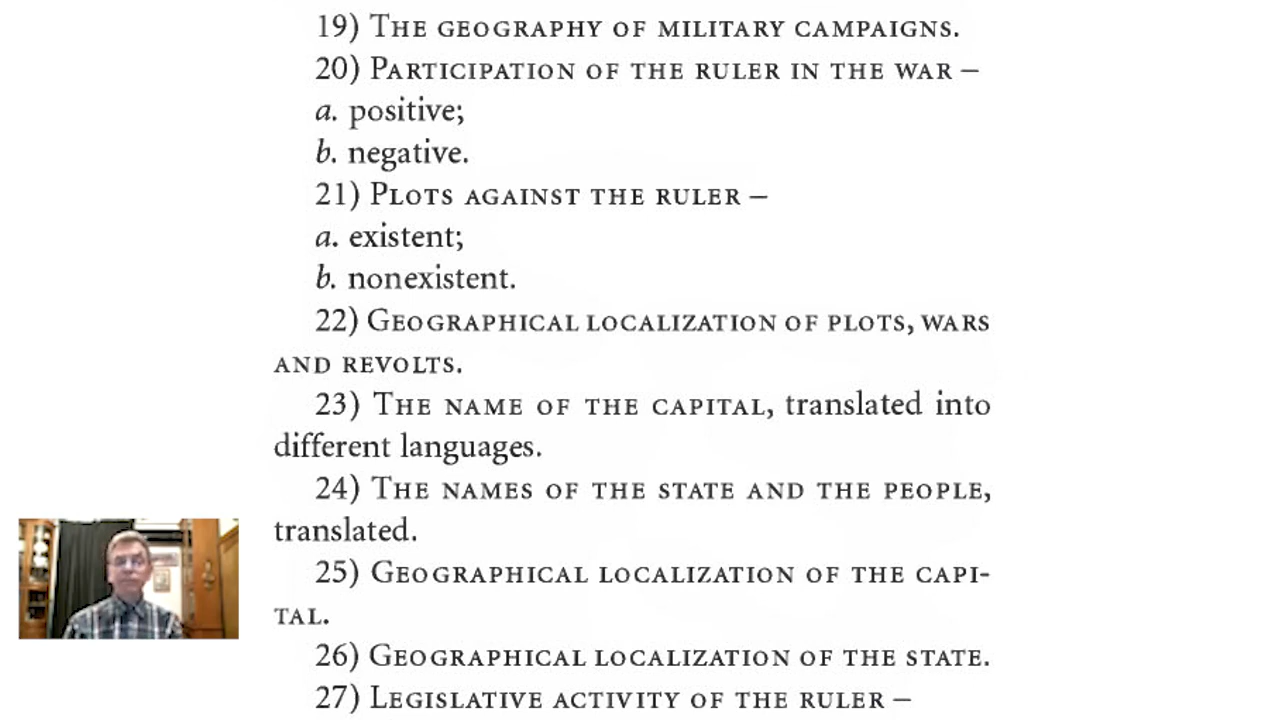 19) The geography of military campaigns.
20) Participation of the ruler in the war –
a. positive;
b. negative.
21) Plots against the ruler –
a. existent;
b. nonexistent.
22) Geographical localization of plots, wars
and revolts.
23) The name of the capital, translated into
different languages.
24) The names of the state and the people,
translated.
25) Geographical localization of the capi-
tal.
26) Geographical localization of the state.
27) Legislative activity of the ruler –